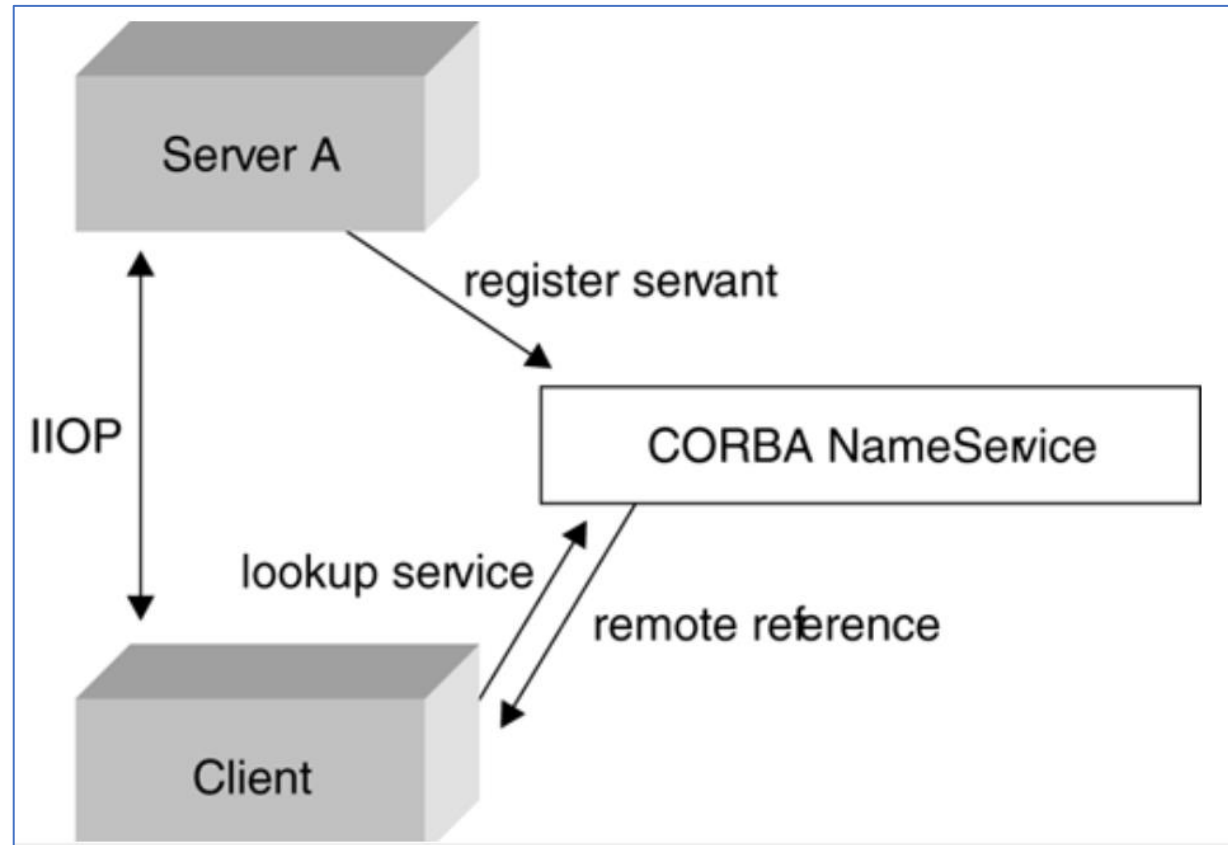 Server A
register servant
IIOP
CORBA NameService
lookup service
remote reference
Client